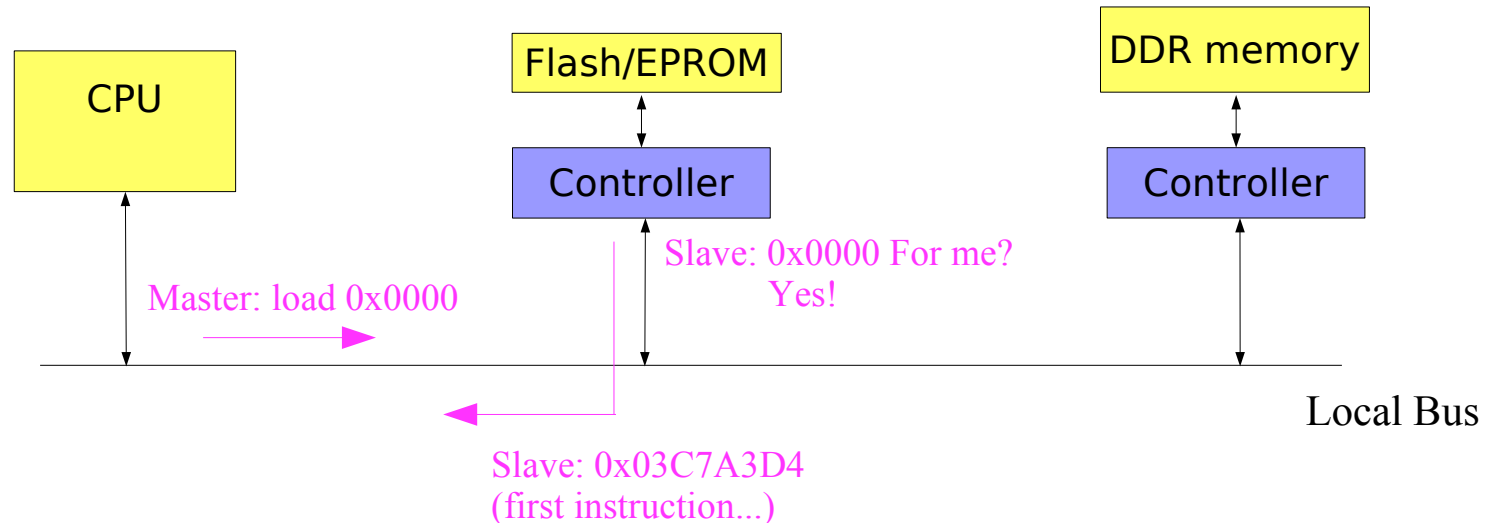 CPU
Flash/EPROM
DDR memory
Controller
Controller
Slave: 0x0000 For me?
Yes!
Master: load 0x0000
Local Bus
Slave: 0x03C7A3D4
(first instruction...)